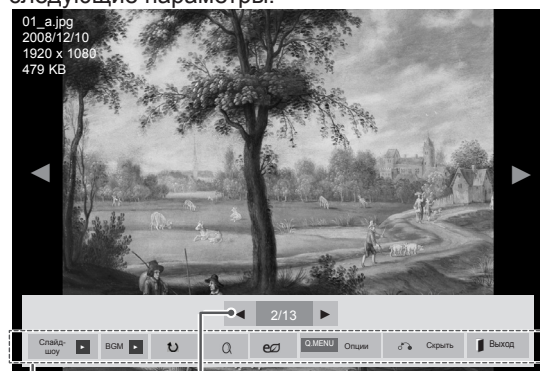 следующие параметры.
01_a.jpg
2008/12/10
1920 x 1080
479 KB
2/13
Слайд-
шоу
BGM
Q.MENU
Опции
Скрыть
Выход